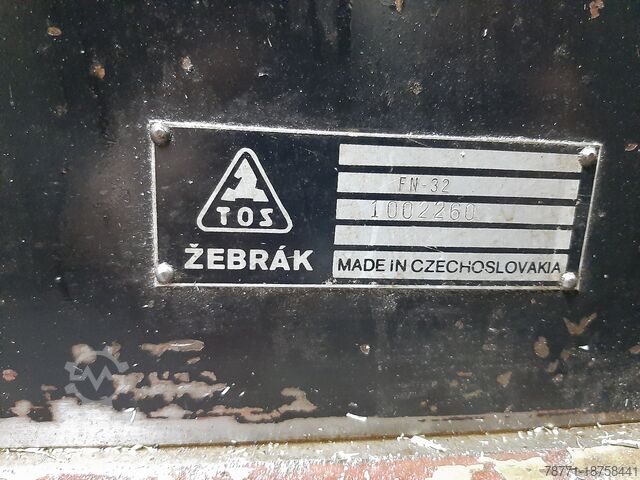 TOS
ŽEBRÁK
FN-32
1002260
MADE IN CZECHOSLOVAKIA
78771-18758441